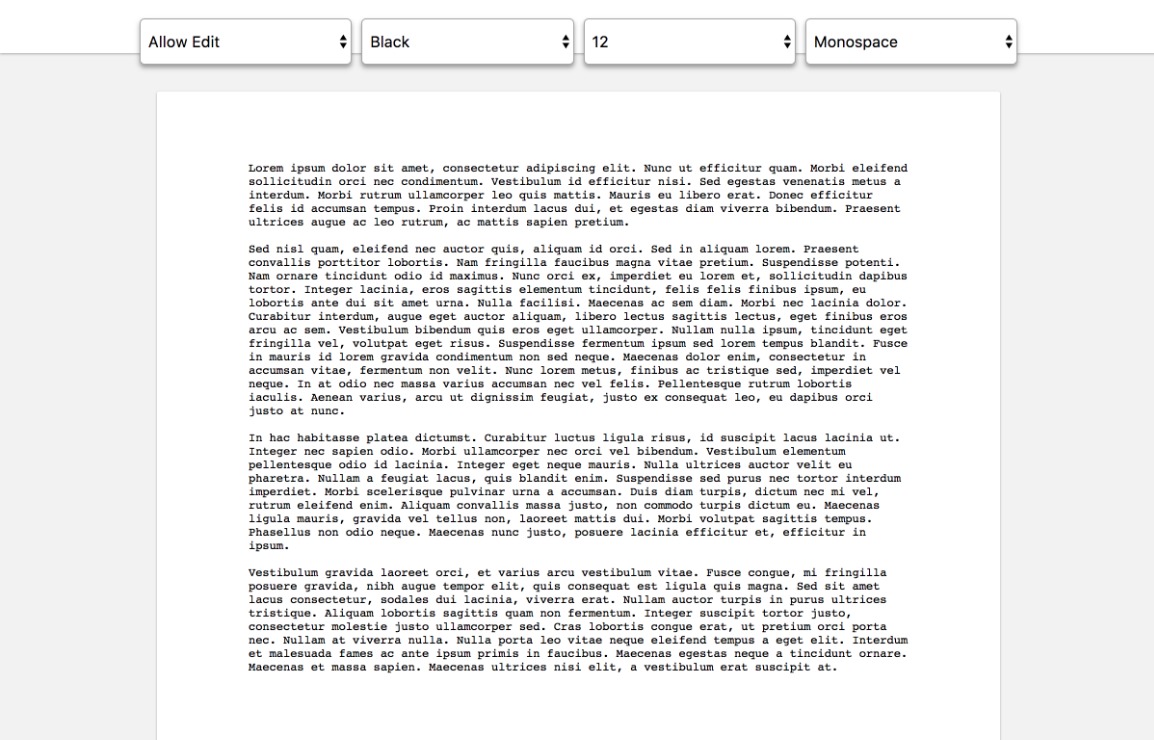 Allow Edit Black 12 Monospace
Lorem ipsum dolor sit amet, consectetur adipiscing elit. Nunc ut efficitur quam. Morbi eleifend
sollicitudin orci nec condimentum. Vestibulum id efficitur nisi. Sed egestas venenatis metus a
interdum. Morbi rutrum ullamcorper leo quis mattis. Mauris eu libero erat. Donec efficitur
felis id accumsan tempus. Proin interdum lacus dui, et egestas diam viverra bibendum. Praesent
ultrices augue ac leo rutrum, ac mattis sapien pretium.
Sed nisl quam, eleifend nec auctor quis, aliquam id orci. Sed in aliquam lorem. Praesent
convallis porttitor lobortis. Nam fringilla faucibus magna vitae pretium. Suspendisse potenti.
Nam ornare tincidunt odio id maximus. Nunc orci ex, imperdiet eu lorem et, sollicitudin dapibus
tortor. Integer lacinia, eros sagittis elementum tincidunt, felis felis finibus ipsum, eu
lobortis ante dui sit amet urna. Nulla facilisi. Maecenas ac sem diam. Morbi nec lacinia dolor.
Curabitur interdum, augue eget auctor aliquam, libero lectus sagittis lectus, eget finibus eros
arcu ac sem. Vestibulum bibendum quis eros eget ullamcorper. Nullam nulla ipsum, tincidunt eget
fringilla vel, volutpat eget risus. Suspendisse fermentum ipsum sed lorem tempus blandit. Fusce
in mauris id lorem gravida condimentum non sed neque. Maecenas dolor enim, consectetur in
accumsan vitae, fermentum non velit. Nunc lorem metus, finibus ac tristique sed, imperdiet vel
neque. In at odio nec massa varius accumsan nec vel felis. Pellentesque rutrum lobortis
iaculis. Aenean varius, arcu ut dignissim feugiat, justo ex consequat leo, eu dapibus orci
justo at nunc.
In hac habitasse platea dictumst. Curabitur luctus ligula risus, id suscipit lacus lacinia ut.
Integer nec sapien odio. Morbi ullamcorper nec orci vel bibendum. Vestibulum elementum
pellentesque odio id lacinia. Integer eget neque mauris. Nulla ultrices auctor velit eu
pharetra. Nullam a feugiat lacus, quis blandit enim. Suspendisse sed purus nec tortor interdum
imperdiet. Morbi scelerisque pulvinar urna a accumsan. Duis diam turpis, dictum nec mi vel,
rutrum eleifend enim. Aliquam convallis massa justo, non commodo turpis dictum eu. Maecenas
ligula mauris, gravida vel tellus non, laoreet mattis dui. Morbi volutpat sagittis tempus.
Phasellus non odio neque. Maecenas nunc justo, posuere lacinia efficitur et, efficitur in
ipsum.
Vestibulum gravida laoreet orci, et varius arcu vestibulum vitae. Fusce congue, mi fringilla
posuere gravida, nibh augue tempor elit, quis consequat est ligula quis magna. Sed sit amet
lacus consectetur, sodales dui lacinia, viverra erat. Nullam auctor turpis in purus ultrices
tristique. Aliquam lobortis sagittis quam non fermentum. Integer suscipit tortor justo,
consectetur molestie justo ullamcorper sed. Cras lobortis congue erat, ut pretium orci porta
nec. Nullam at viverra nulla. Nulla porta leo vitae neque eleifend tempus a eget elit. Interdum
et malesuada fames ac ante ipsum primis in faucibus. Maecenas egestas neque a tincidunt ornare.
Maecenas et massa sapien. Maecenas ultrices nisi elit, a vestibulum erat suscipit at.